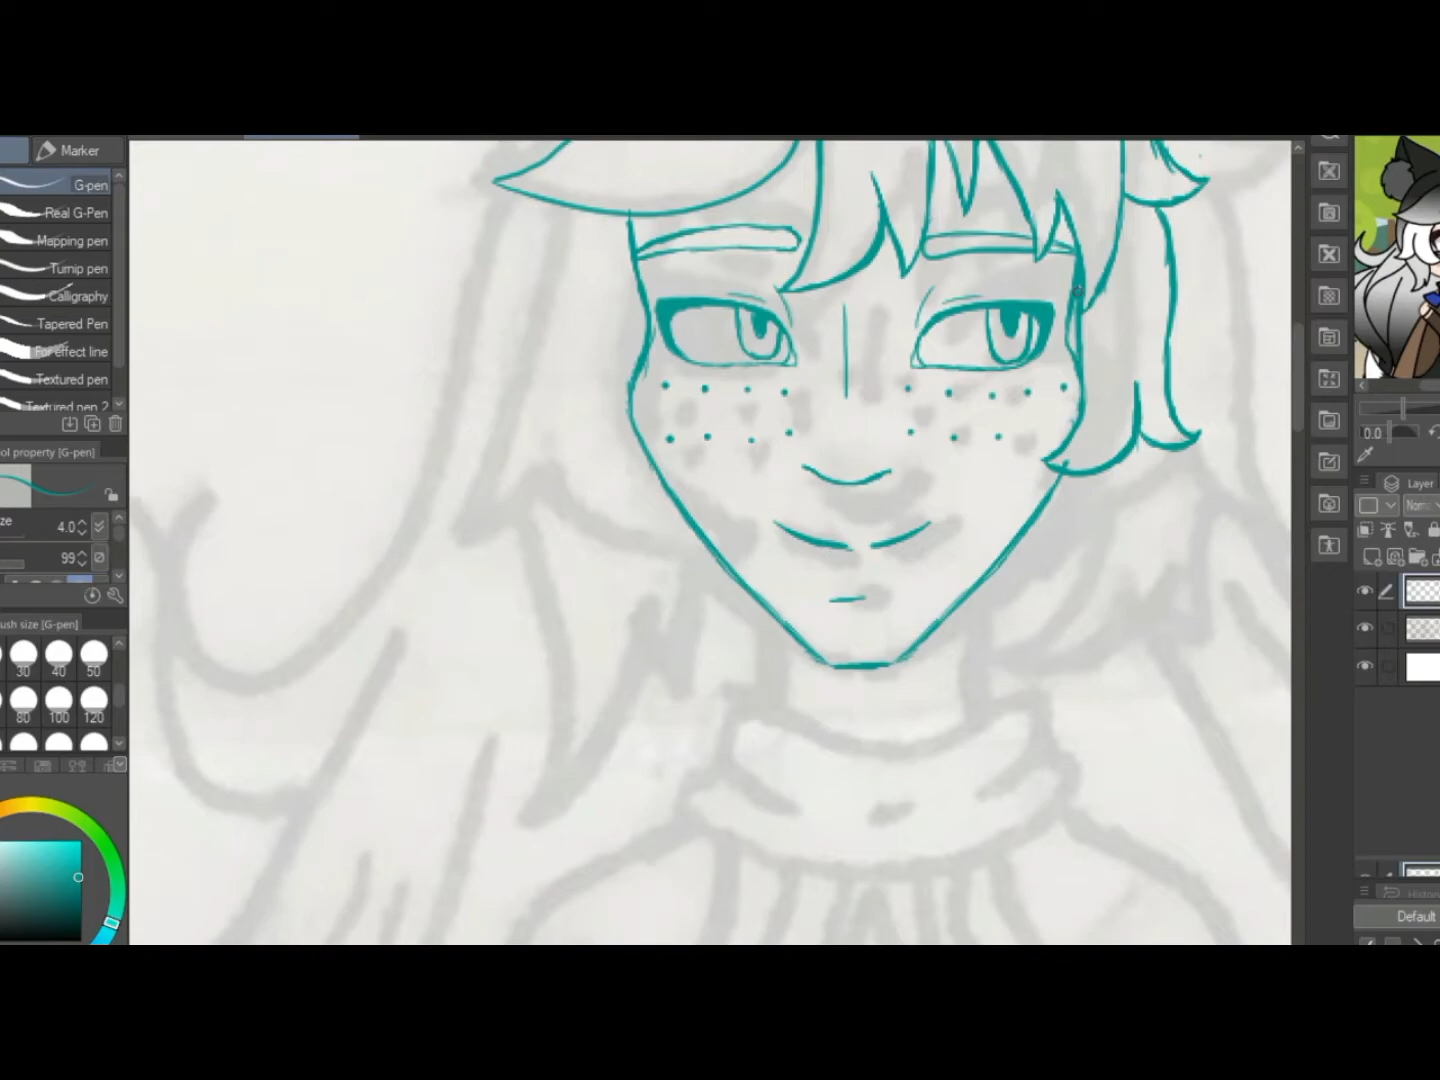 Marker
G-pen
Real G-Pen
Mapping pen
Turnip pen
Calligraphy
Tapered Pen
For effect line
Textured pen
Textured pen 2
ol property [G-pen]
ze 4.0
99
ush size [G-pen]
30 40 50
80 100 120
0.0
Layer
Norm
History
Default